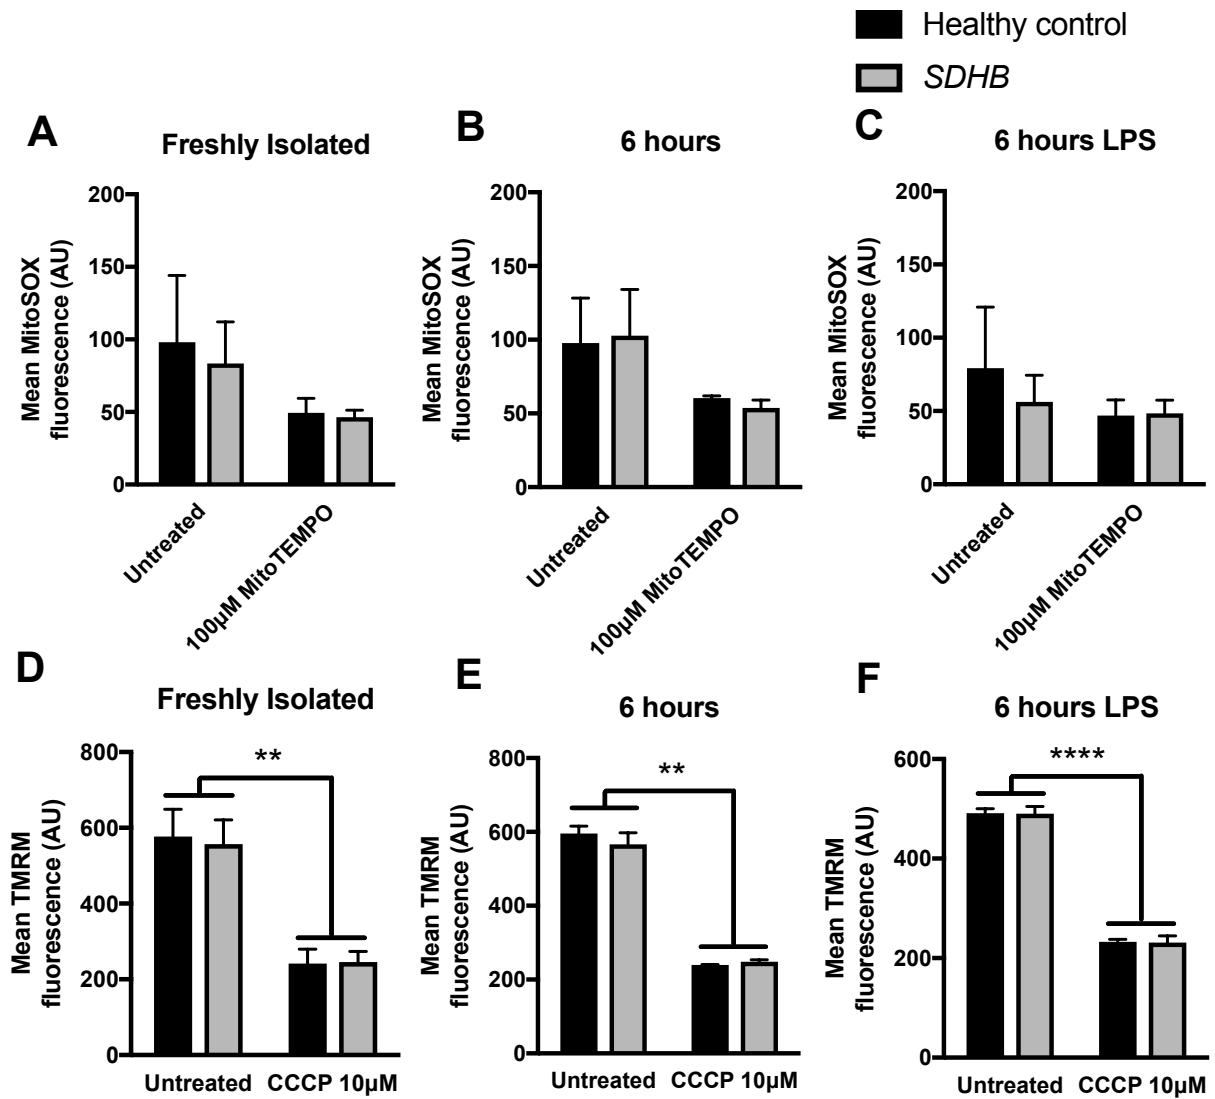 Healthy control
SDHB
A
Freshly Isolated
Mean MitoSOX
fluorescence (AU)
200
150
100
50
0
Untreated
100μM MitoTEMPO
B
6 hours
Mean MitoSOX
fluorescence (AU)
200
150
100
50
0
Untreated
100μM MitoTEMPO
C
6 hours LPS
Mean MitoSOX
fluorescence (AU)
200
150
100
50
0
Untreated
100μM MitoTEMPO
D
Freshly Isolated
Mean TMRM
fluorescence (AU)
800
600
400
200
0
**
Untreated CCCP 10μM
E
6 hours
Mean TMRM
fluorescence (AU)
800
600
400
200
0
**
Untreated CCCP 10μM
F
6 hours LPS
Mean TMRM
fluorescence (AU)
600
400
200
0
****
Untreated CCCP 10μM